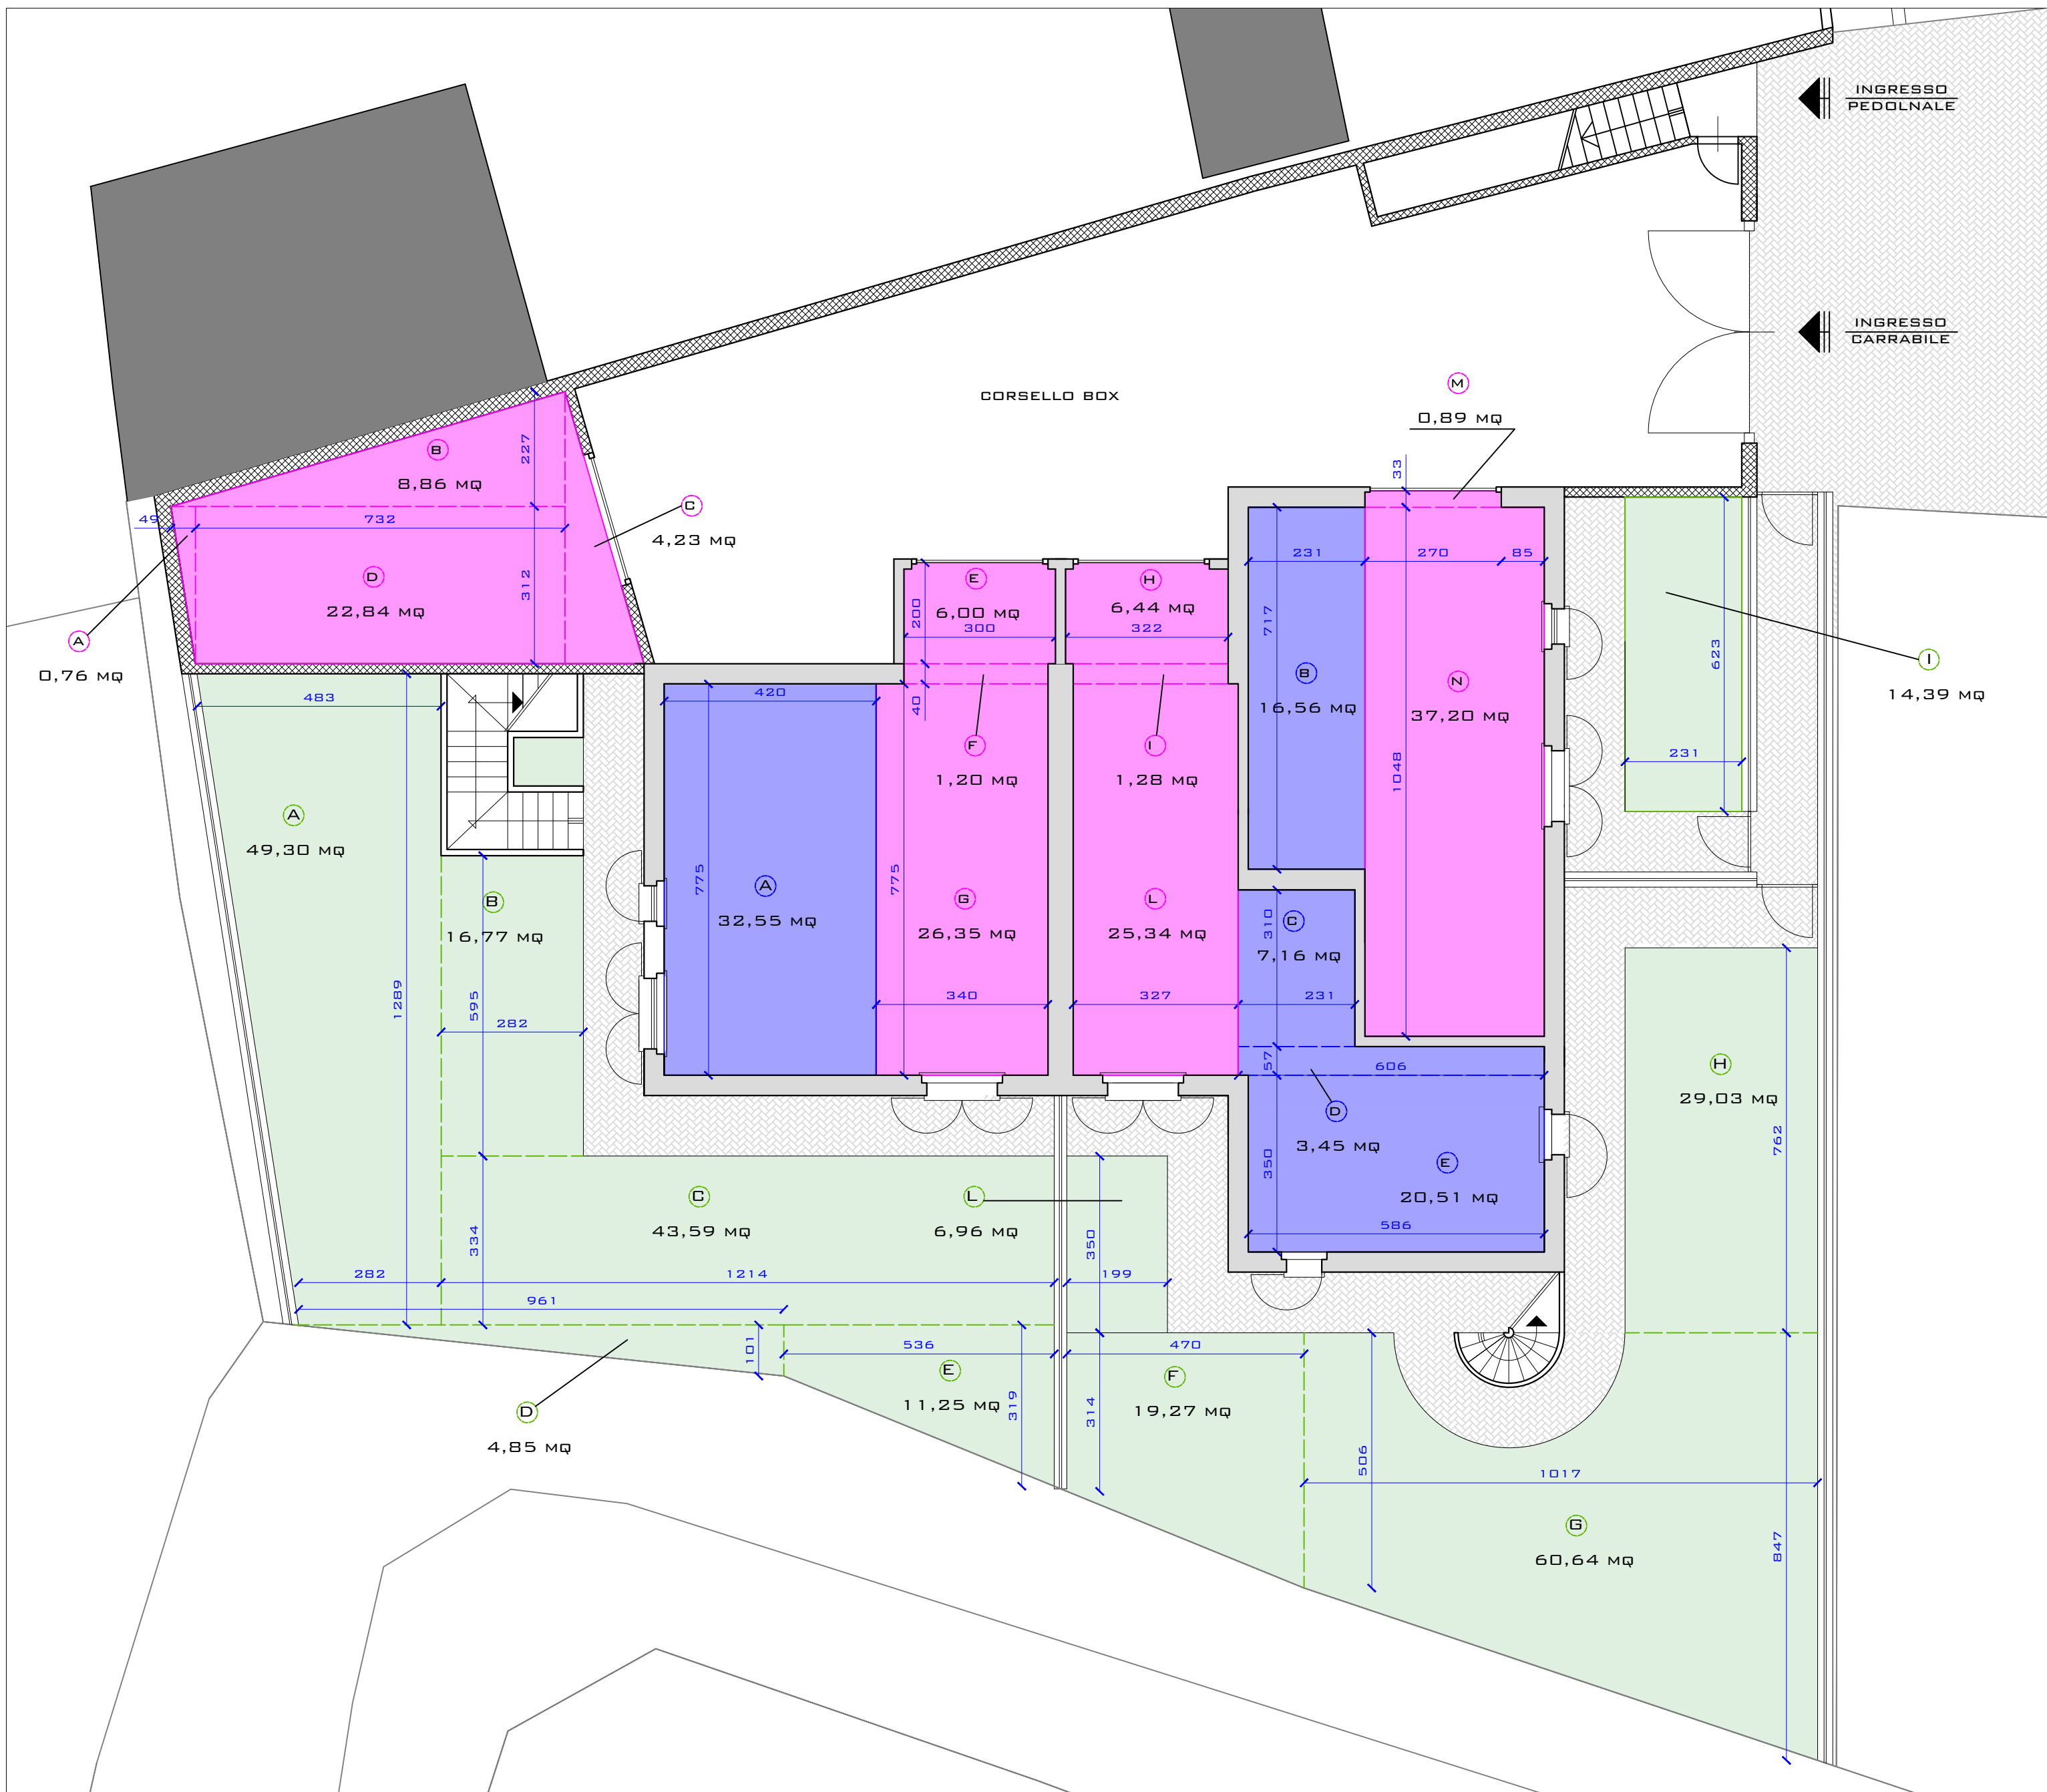 INGRESSO
PEDOLNALE
INGRESSO
CARRABILE
CORSELLO BOX
M
0,89 MQ
33
B
8,86 MQ
227
C
4,23 MQ
49
732
D
22,84 MQ
312
A
0,76 MQ
E
6,00 MQ
200
300
H
6,44 MQ
322
231
270
85
717
B
16,56 MQ
N
37,20 MQ
1048
623
I
14,39 MQ
231
483
420
40
F
1,20 MQ
I
1,28 MQ
A
49,30 MQ
B
16,77 MQ
1289
595
282
775
A
32,55 MQ
775
G
26,35 MQ
340
L
25,34 MQ
327
310
C
7,16 MQ
231
57
606
D
3,45 MQ
350
E
20,51 MQ
586
H
29,03 MQ
762
C
43,59 MQ
L
6,96 MQ
334
350
199
282
1214
961
101
536
470
E
11,25 MQ
319
314
F
19,27 MQ
D
4,85 MQ
506
1017
G
60,64 MQ
847